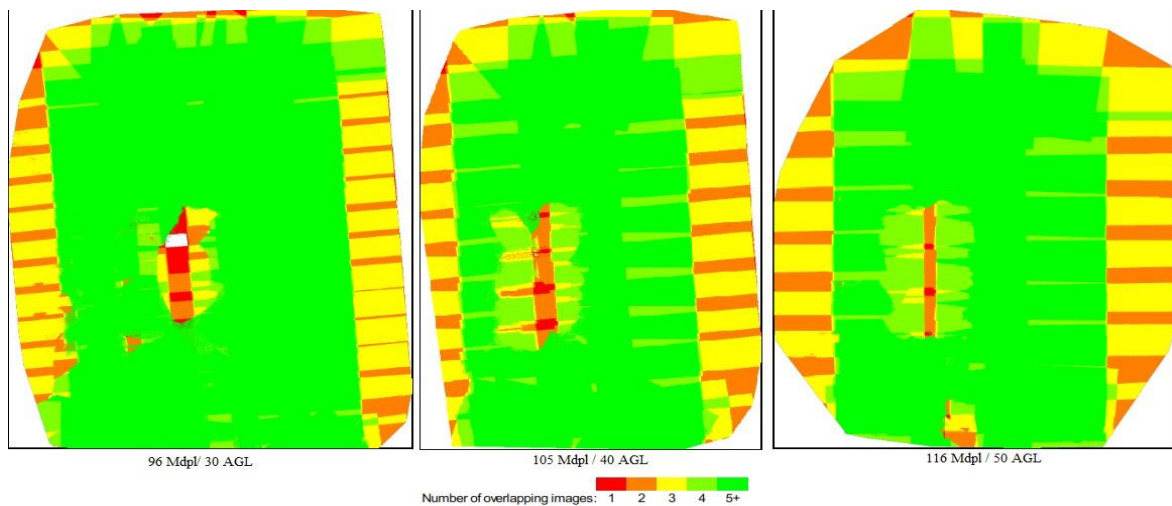 96 Mdpl/ 30 AGL
105 Mdpl / 40 AGL
116 Mdpl / 50 AGL
Number of overlapping images: 1 2 3 4 5+